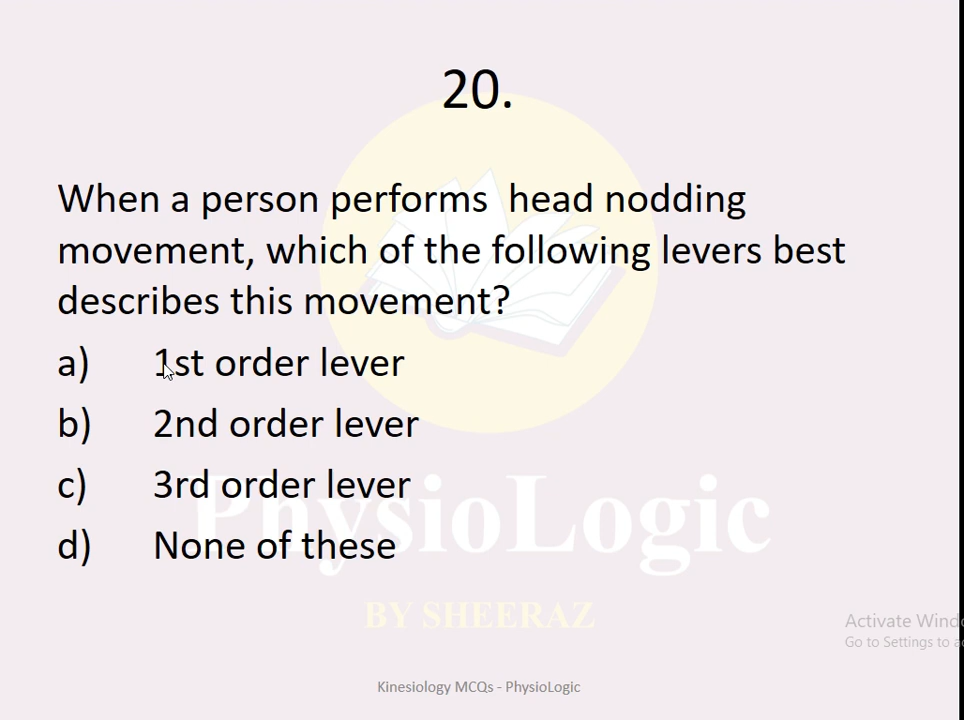 20.
When a person performs  head nodding
movement, which of the following levers best
describes this movement?
a) 1st order lever
b) 2nd order lever
c) 3rd order lever
d) None of these
PhysioLogic
BY SHEERAZ
Activate
Go to Settings to
Kinesiology MCQs - PhysioLogic